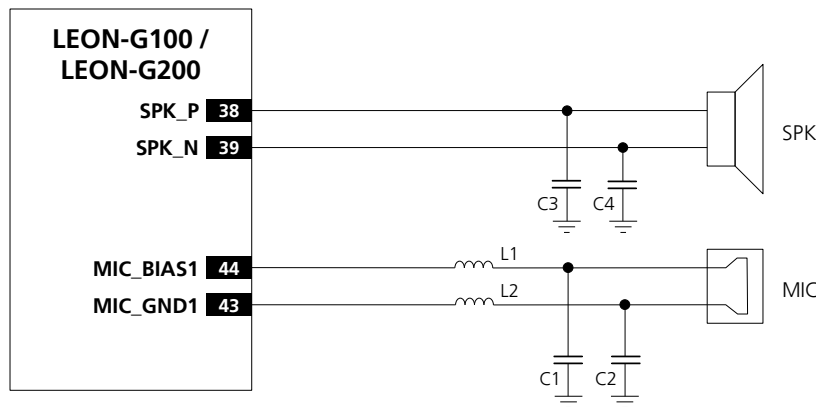 LEON-G100 /
LEON-G200
SPK_P 38
SPK_N 39
SPK
C3 C4
MIC_BIAS1 44
L1
MIC_GND1 43
L2
MIC
C1 C2